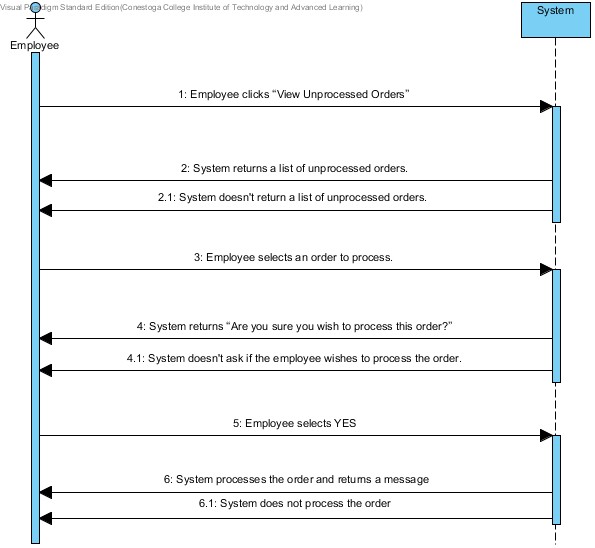 Visual Paradigm Standard Edition(Conestoga College Institute of Technology and Advanced Learning)
System
Employee
1: Employee clicks “View Unprocessed Orders”
2: System returns a list of unprocessed orders.
2.1: System doesn't return a list of unprocessed orders.
3: Employee selects an order to process.
4: System returns “Are you sure you wish to process this order?”
4.1: System doesn't ask if the employee wishes to process the order.
5: Employee selects YES
6: System processes the order and returns a message
6.1: System does not process the order